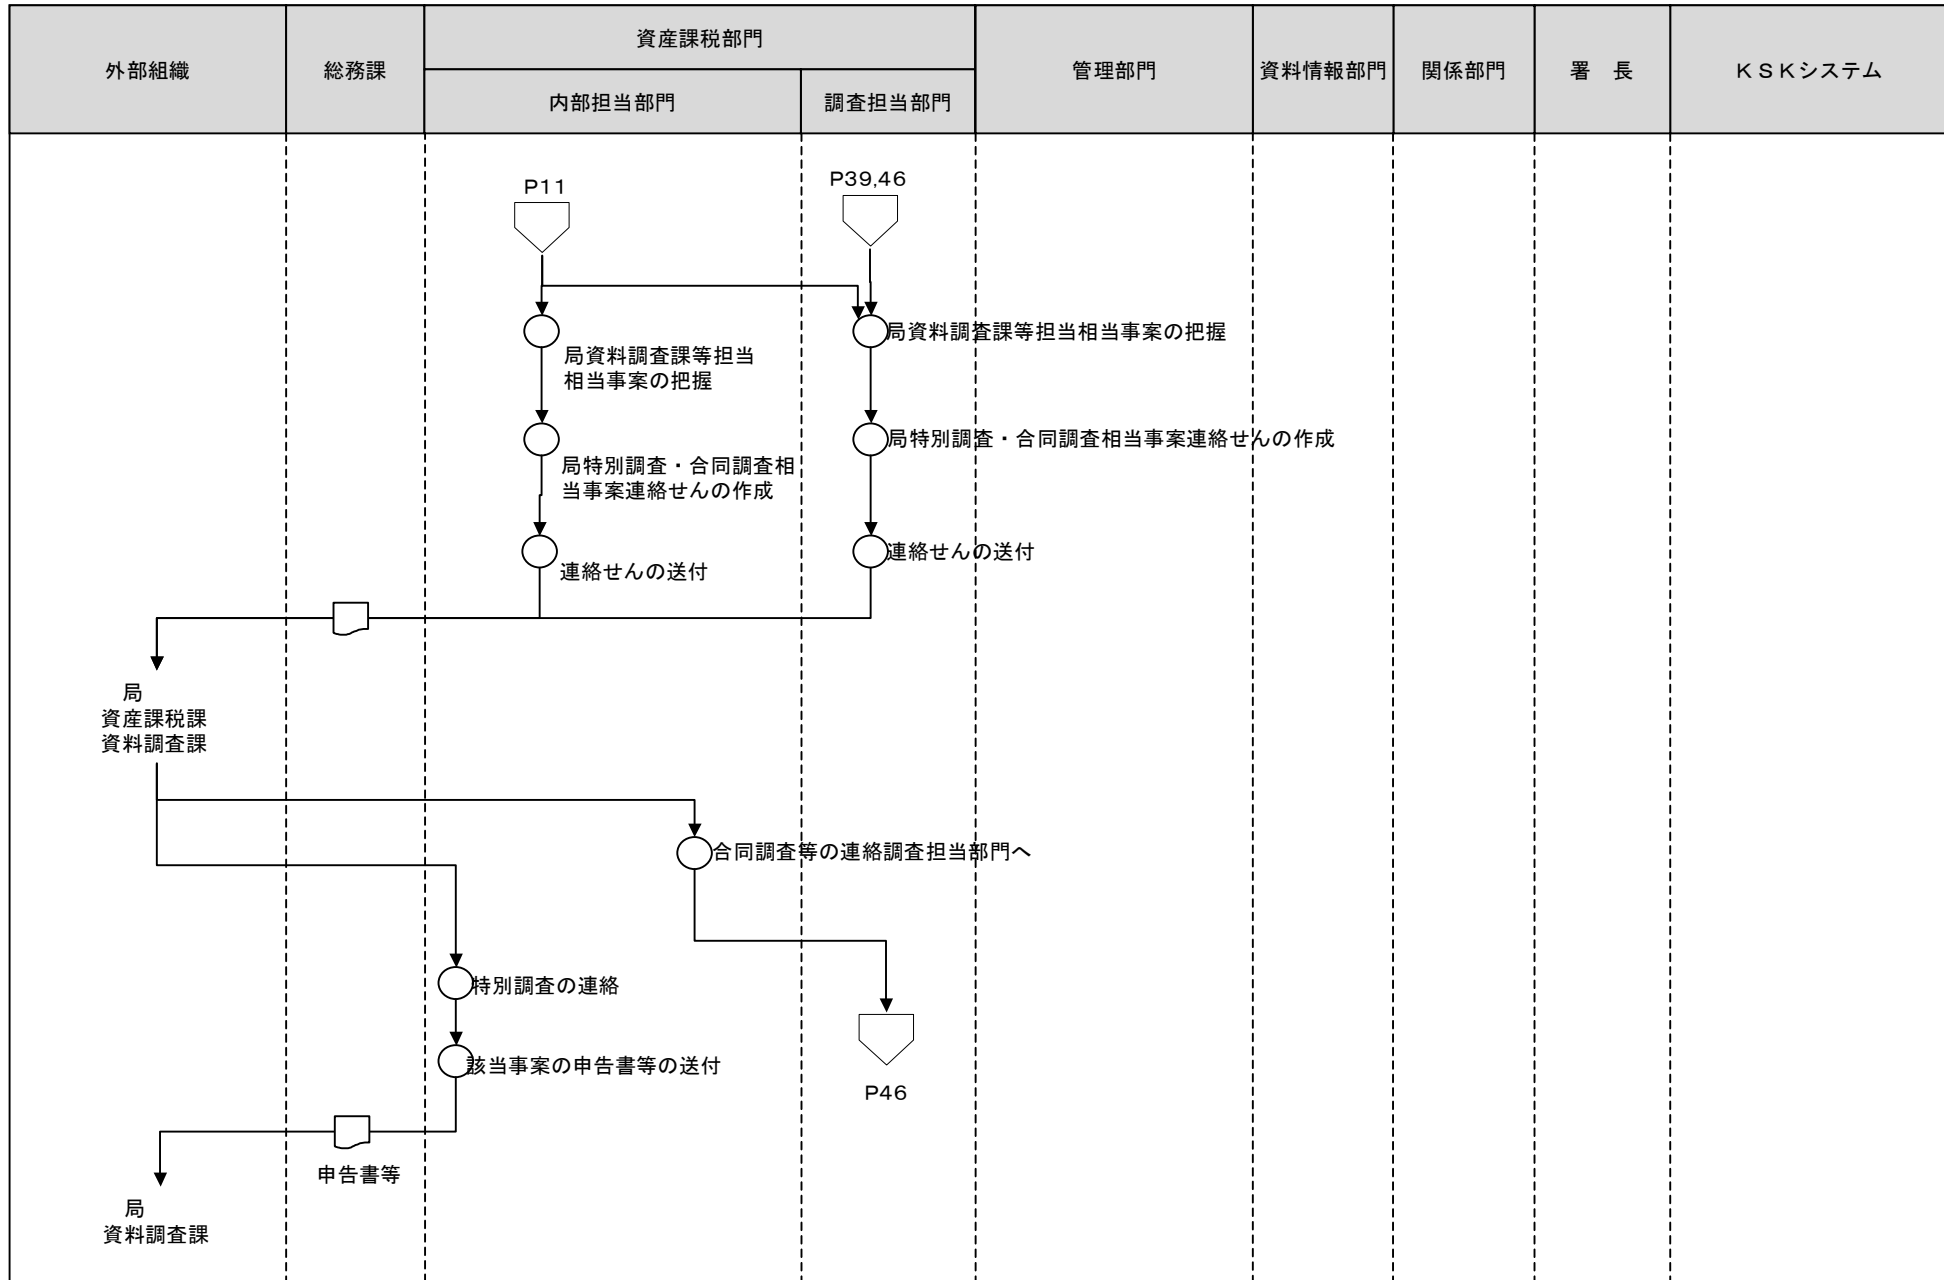 外部組織
総務課
資産課税部門
内部担当部門
調査担当部門
管理部門
資料情報部門
関係部門
署　長
ＫＳＫシステム
P11
P39,46
局資料調査課等担当
相当事案の把握
局資料調査課等担当相当事案の把握
局特別調査・合同調査相
当事案連絡せんの作成
局特別調査・合同調査相当事案連絡せんの作成
連絡せんの送付
連絡せんの送付
局
資産課税課
資料調査課
合同調査等の連絡調査担当部門へ
特別調査の連絡
該当事案の申告書等の送付
P46
申告書等
局
資料調査課